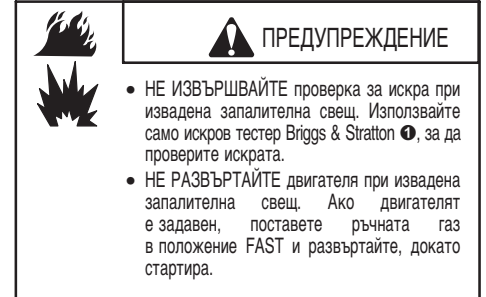 ПРЕДУПРЕЖДЕНИЕ
• НЕ ИЗВЪРШВАЙТЕ проверка за искра при
извадена запалителна свещ. Използвайте
само искров тестер Briggs & Stratton ❶, за да
проверите искрата.
• НЕ РАЗВЪРТАЙТЕ двигателя при извадена
запалителна свещ. Ако двигателят
е задавен, поставете ръчната газ
в положение FAST и развъртайте, докато
стартира.